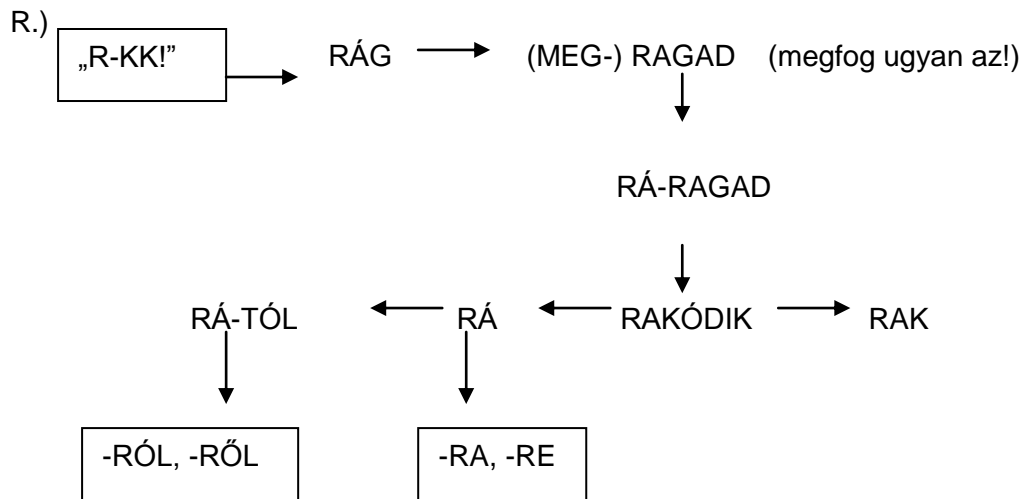 R.)
„R-KK!”
RÁG
(MEG-) RAGAD (megfog ugyan az!)
RÁ-RAGAD
RÁ-TÓL
RÁ
RAKÓDIK
RAK
-RÓL, -RŐL
-RA, -RE